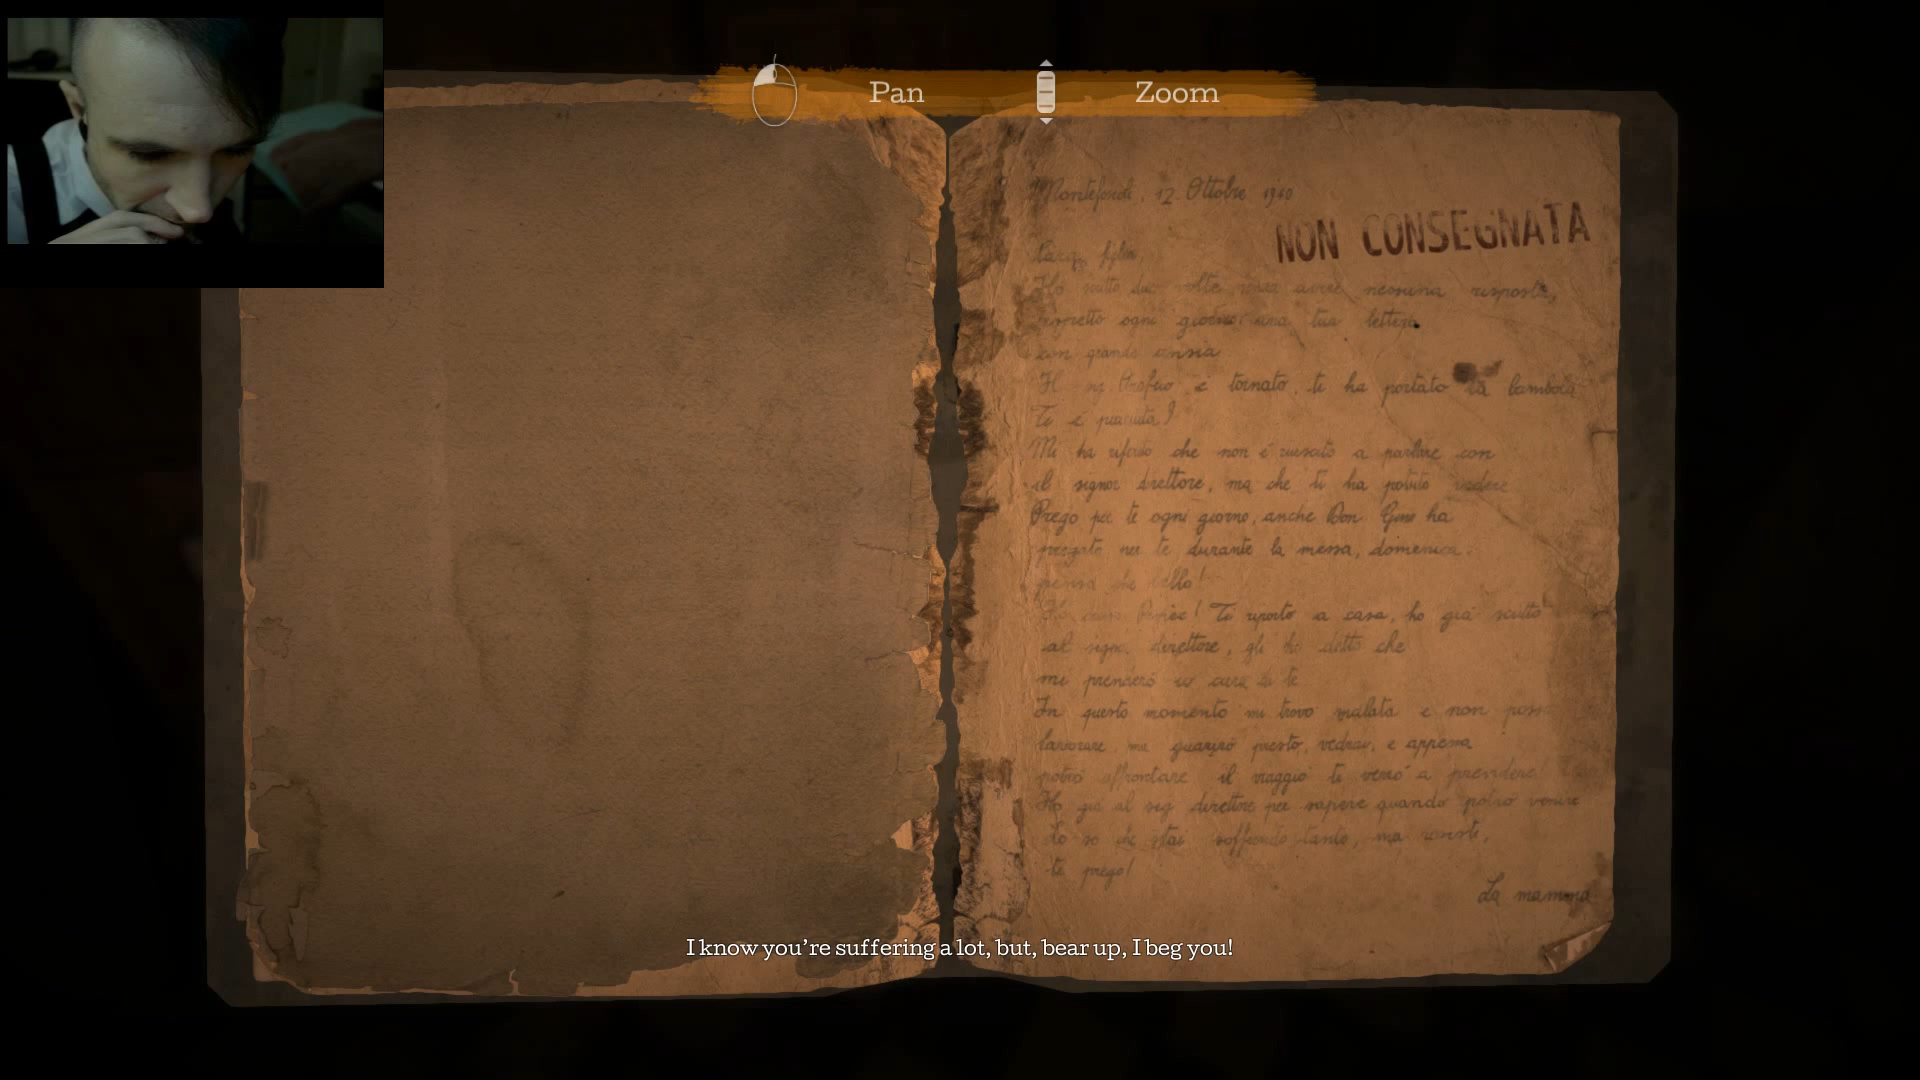 Pan
Zoom
12 Ottobre 1940
NON CONSEGNATA
Cara figlia
Ho scritto due volte senza avere nessuna risposta,
aspetto ogni giorno una tua lettera
con grande ansia
è tornato, ti ha portato la bambola
Ti è piaciuta?
Mi ha riferito che non è riuscito a parlare con
il signor direttore, ma che ti ha potuto vedere
Prego per te ogni giorno, anche Don Gino ha
pregato per te durante la messa, domenica.
pensa che bello!
Ti riporto a casa, ho già scritto
al signor direttore, gli ho detto che
mi prenderò io cura di te
In questo momento mi trovo malata e non posso
lavorare, ma guarirò presto, vedrai, e appena
potrò affrontare il viaggio ti verrò a prendere!
Ho già al sig direttore per sapere quando potrò venire
Lo so che stai soffrendo tanto, ma resisti,
te prego!
La mamma
I know you're suffering a lot, but, bear up, I beg you!